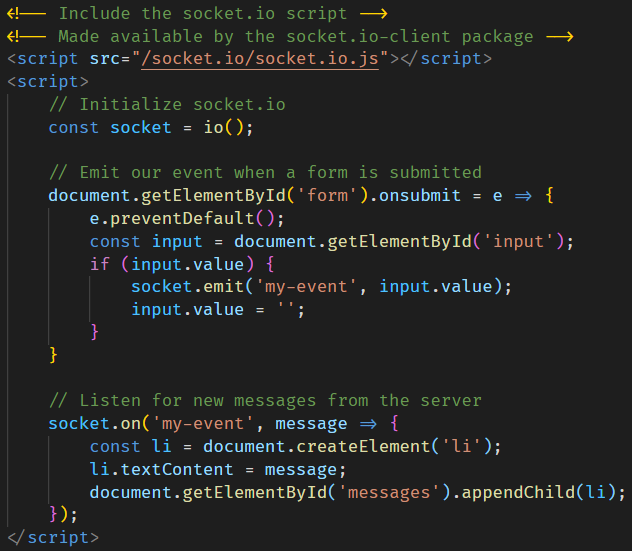 <!-- Include the socket.io script -->
<!-- Made available by the socket.io-client package -->
<script src="/socket.io/socket.io.js"></script>
<script>
    // Initialize socket.io
    const socket = io();

    // Emit our event when a form is submitted
    document.getElementById('form').onsubmit = e => {
        e.preventDefault();
        const input = document.getElementById('input');
        if (input.value) {
            socket.emit('my-event', input.value);
            input.value = '';
        }
    }

    // Listen for new messages from the server
    socket.on('my-event', message => {
        const li = document.createElement('li');
        li.textContent = message;
        document.getElementById('messages').appendChild(li);
    });
</script>